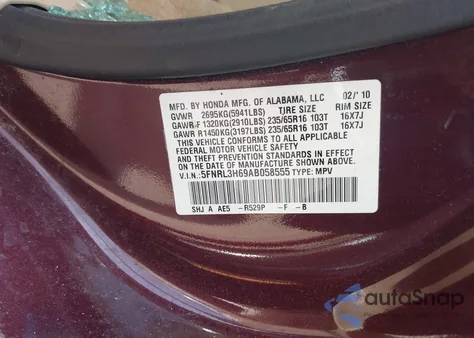 MFD. BY HONDA MFG. OF ALABAMA, LLC 02/'10
GVWR 2695KG(5941LBS) TIRE SIZE RIM SIZE
GAWR F 1320KG(2910LBS) 235/65R16 103T 16X7J
GAWR R1450KG(3197LBS) 235/65R16 103T 16X7J
THIS VEHICLE CONFORMS TO ALL APPLICABLE
FEDERAL MOTOR VEHICLE SAFETY AND
THEFT PREVENTION STANDARDS IN EFFECT
ON THE DATE OF MANUFACTURE SHOWN ABOVE.
V.I.N: 5FNRL3H69AB058555 TYPE: MPV
SHJ A AE5 -R529P -F -B
autoSnap